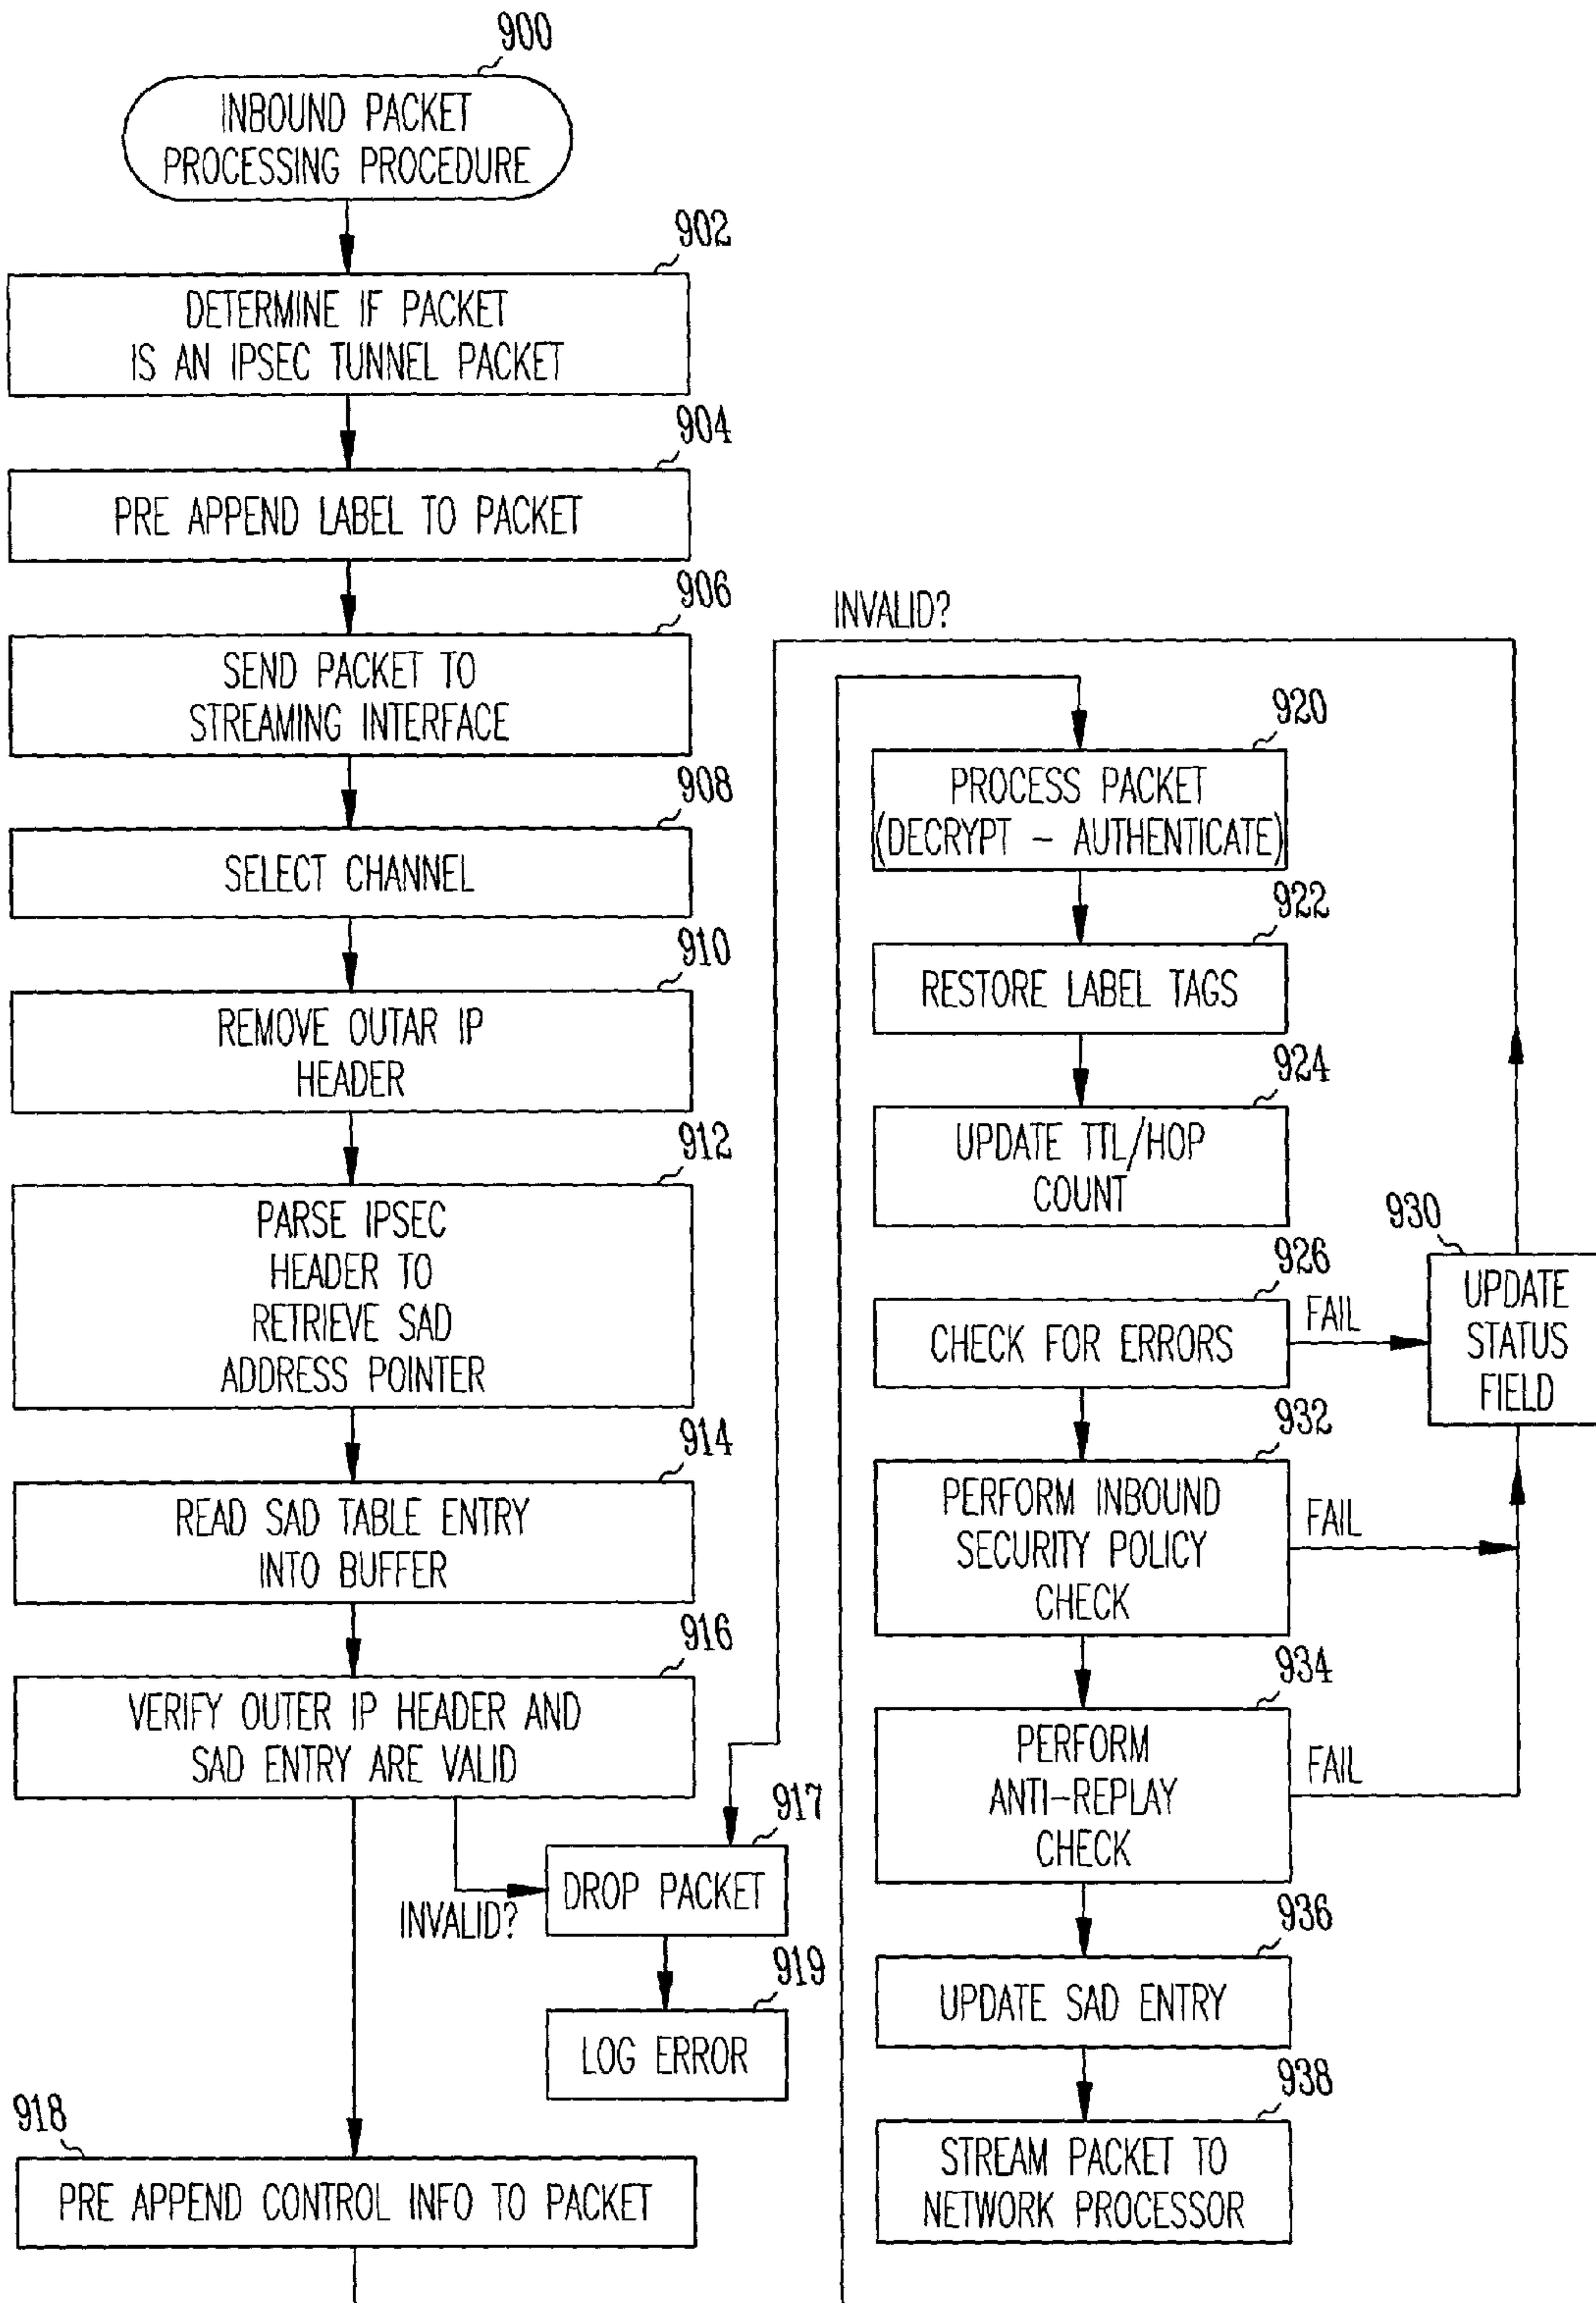 900
INBOUND PACKET
PROCESSING PROCEDURE
902
DETERMINE IF PACKET
IS AN IPSEC TUNNEL PACKET
904
PRE APPEND LABEL TO PACKET
906
SEND PACKET TO
STREAMING INTERFACE
908
SELECT CHANNEL
910
REMOVE OUTAR IP
HEADER
912
PARSE IPSEC
HEADER TO
RETRIEVE SAD
ADDRESS POINTER
914
READ SAD TABLE ENTRY
INTO BUFFER
916
VERIFY OUTER IP HEADER AND
SAD ENTRY ARE VALID
INVALID?
917
DROP PACKET
919
LOG ERROR
918
PRE APPEND CONTROL INFO TO PACKET
INVALID?
920
PROCESS PACKET
(DECRYPT - AUTHENTICATE)
922
RESTORE LABEL TAGS
924
UPDATE TTL/HOP
COUNT
926
CHECK FOR ERRORS
FAIL
930
UPDATE
STATUS
FIELD
932
PERFORM INBOUND
SECURITY POLICY
CHECK
FAIL
934
PERFORM
ANTI-REPLAY
CHECK
FAIL
936
UPDATE SAD ENTRY
938
STREAM PACKET TO
NETWORK PROCESSOR